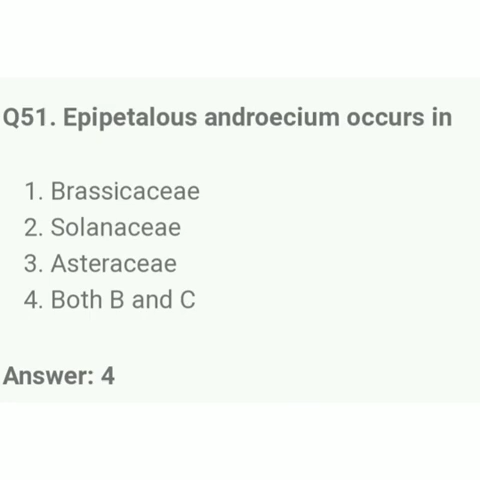 Q51. Epipetalous androecium occurs in
1. Brassicaceae
2. Solanaceae
3. Asteraceae
4. Both B and C
Answer: 4